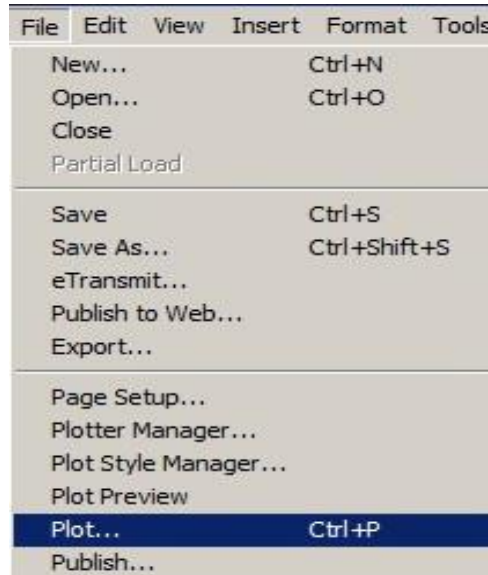 File Edit View Insert Format Tools
New... Ctrl+N
Open... Ctrl+O
Close
Partial Load
Save Ctrl+S
Save As... Ctrl+Shift+S
eTransmit...
Publish to Web...
Export...
Page Setup...
Plotter Manager...
Plot Style Manager...
Plot Preview
Plot... Ctrl+P
Publish...